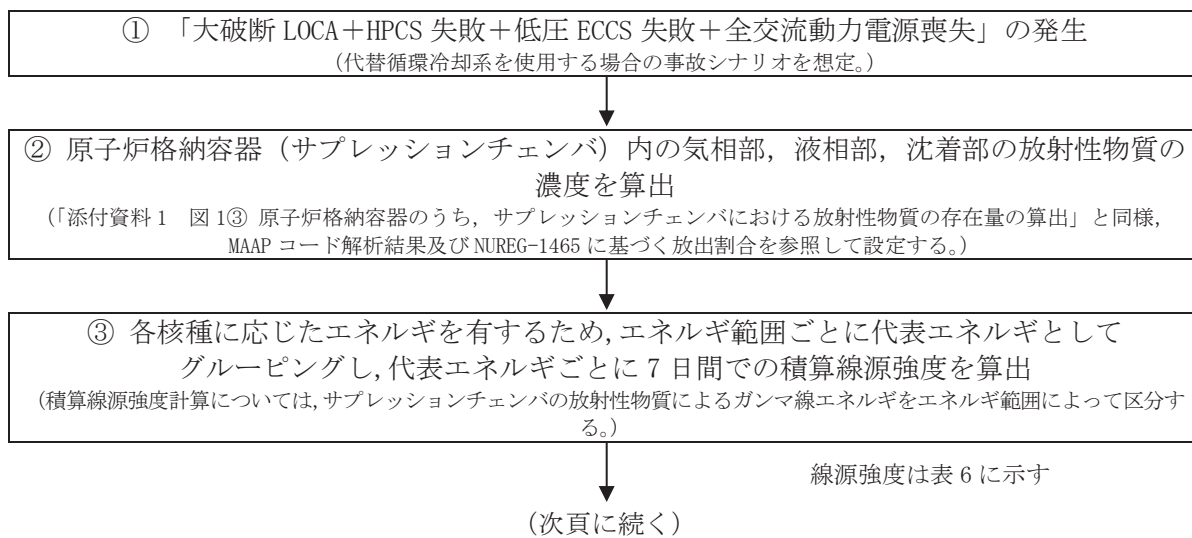 ① 「大破断 LOCA＋HPCS 失敗＋低圧 ECCS 失敗＋全交流動力電源喪失」の発生
（代替循環冷却系を使用する場合の事故シナリオを想定。）
② 原子炉格納容器（サプレッションチェンバ）内の気相部，液相部，沈着部の放射性物質の
濃度を算出
（「添付資料 1　図 1③ 原子炉格納容器のうち，サプレッションチェンバにおける放射性物質の存在量の算出」と同様，
MAAP コード解析結果及び NUREG-1465 に基づく放出割合を参照して設定する。）
③ 各核種に応じたエネルギを有するため,エネルギ範囲ごとに代表エネルギとして
グルーピングし,代表エネルギごとに 7 日間での積算線源強度を算出
（積算線源強度計算については,サプレッションチェンバの放射性物質によるガンマ線エネルギをエネルギ範囲によって区分す
る。）
線源強度は表 6 に示す
（次頁に続く）